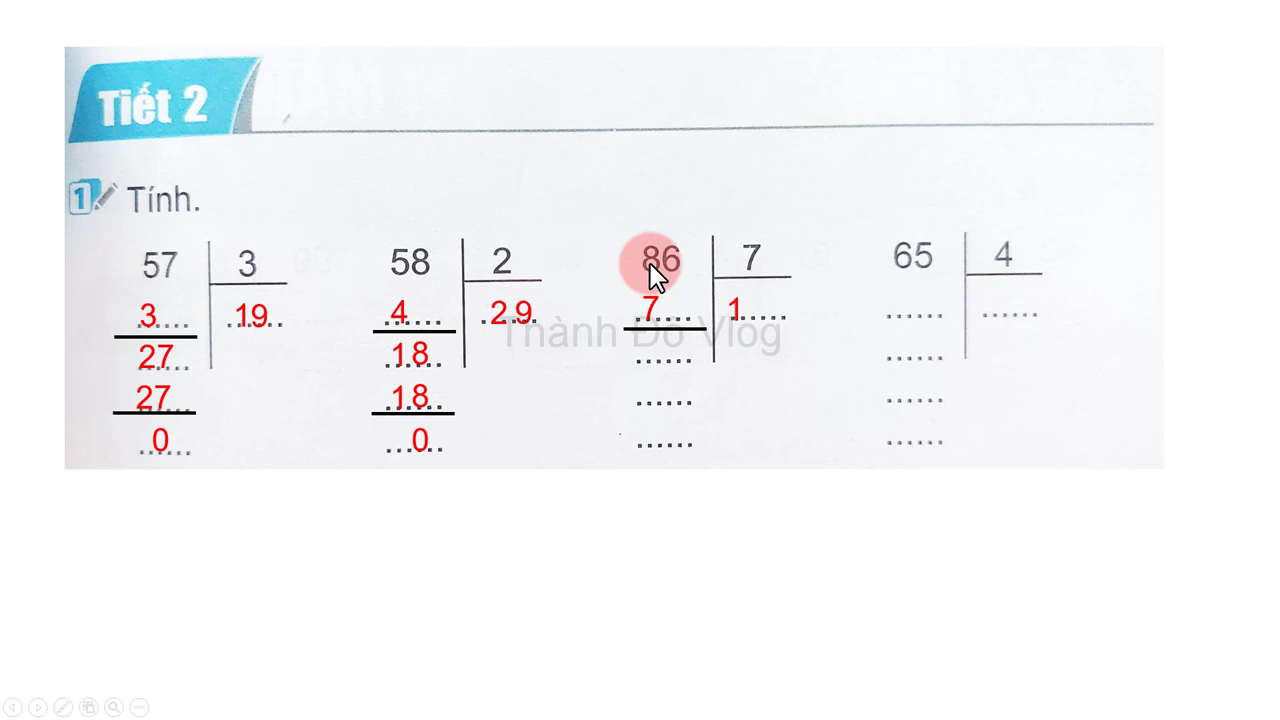 Tiết 2
1 Tính.
57 3 58 2 86 7 65 4
3...... 19...... 4...... 29...... 7...... 1...... ...... ......
Thành Đô Vlog
27...... 18...... ...... ......
27...... 18...... ...... ......
0...... 0...... ...... ......